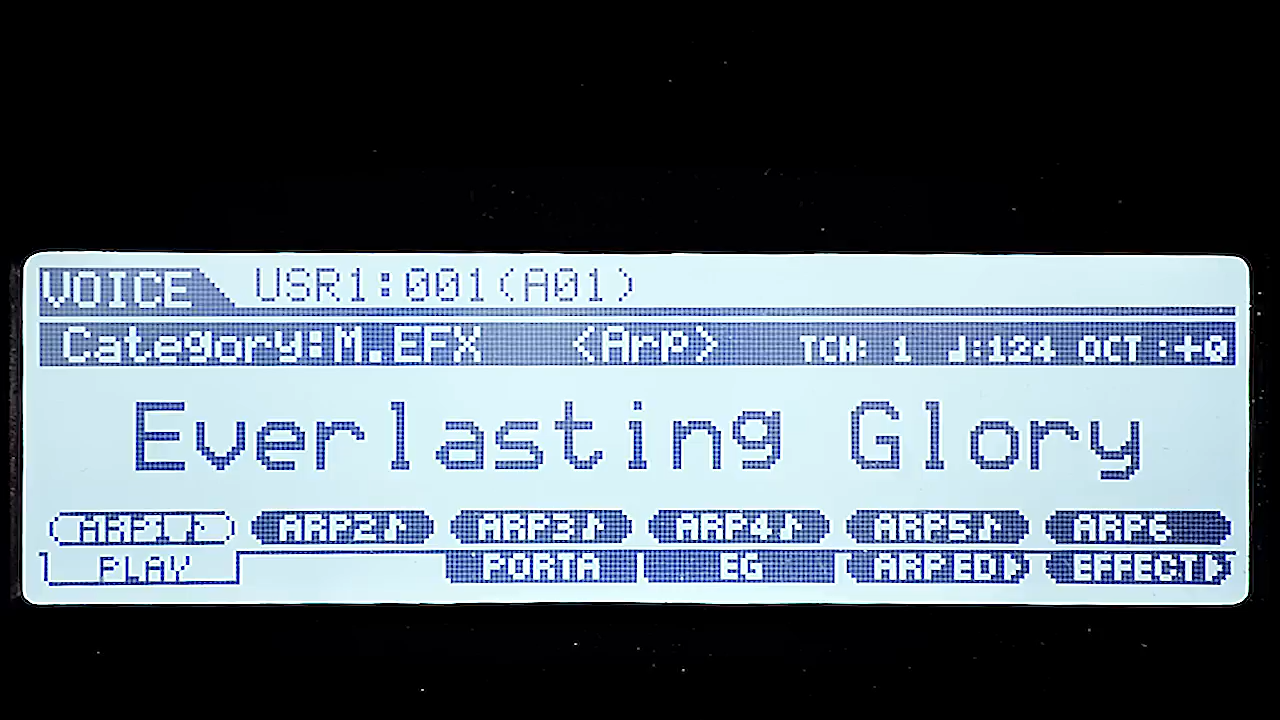 VOICE USR1:001(A01)
Category:M.EFX <Arp> TCH: 1 ♩:124 OCT :+0
Everlasting Glory
ARP1♪ ARP2♪ ARP3♪ ARP4♪ ARP5♪ ARP6
PLAY PORTA EG ARP ED EFFECT